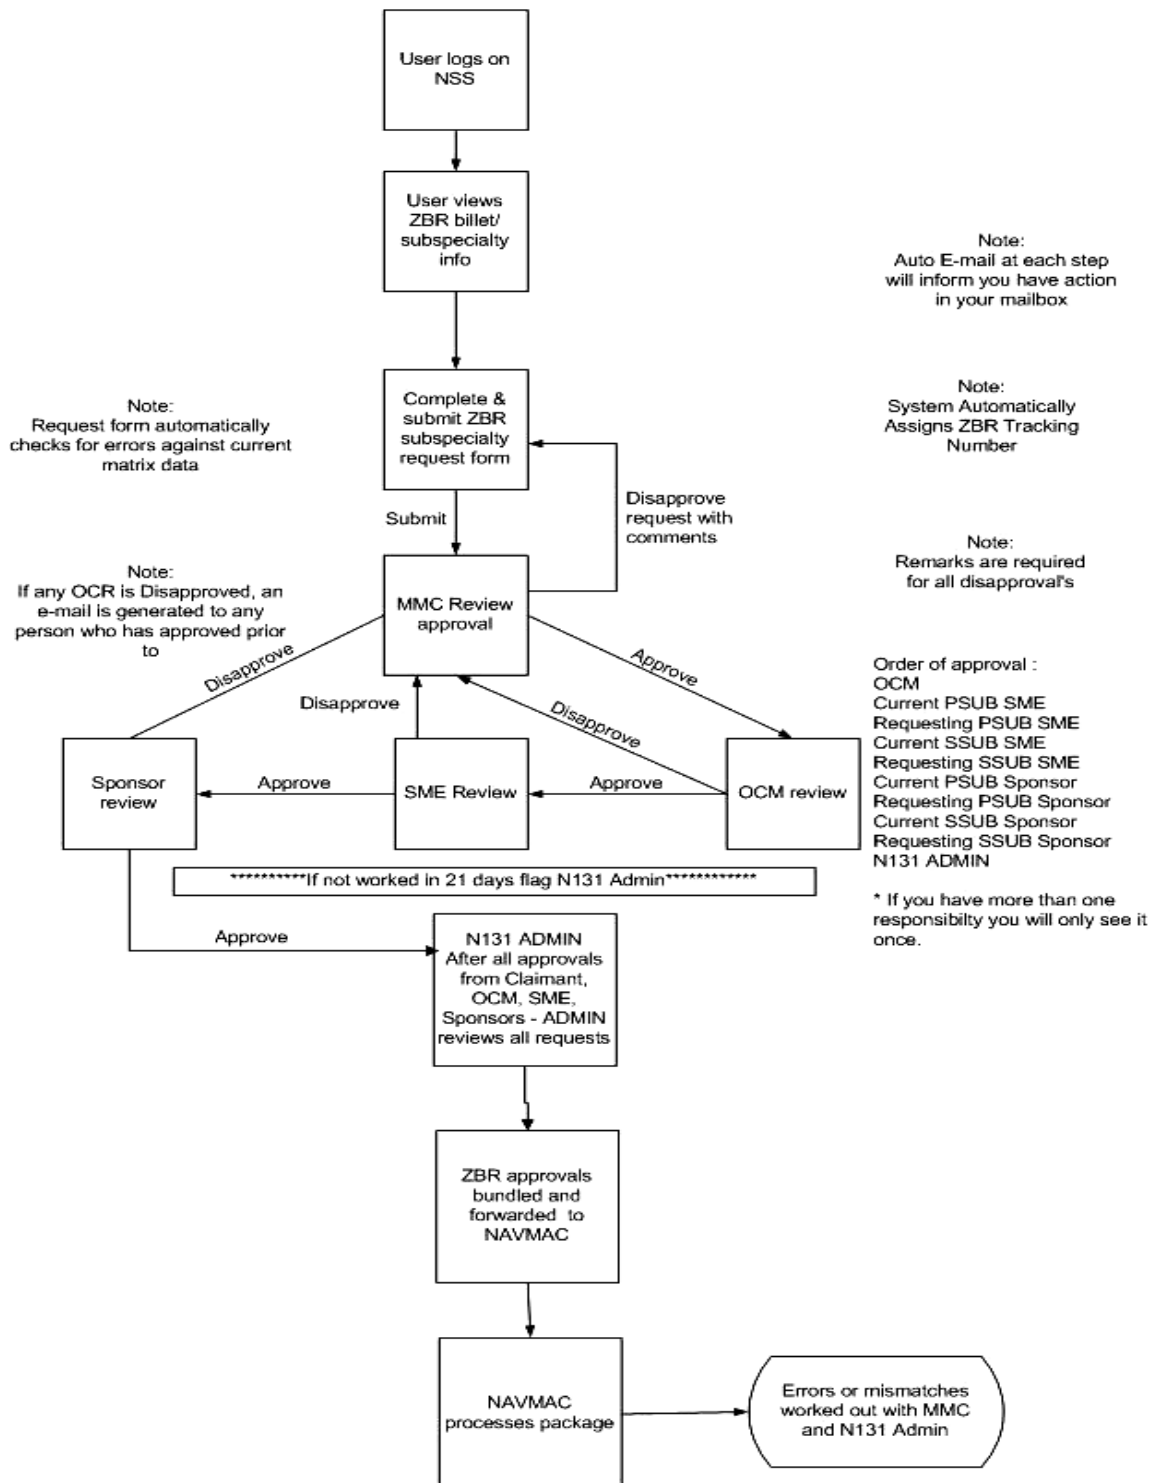 User logs on
NSS
User views
ZBR billet/
subspecialty
info
Note:
Auto E-mail at each step
will inform you have action
in your mailbox
Complete &
submit ZBR
subspecialty
request form
Note:
Request form automatically
checks for errors against current
matrix data
Note:
System Automatically
Assigns ZBR Tracking
Number
Submit
Disapprove
request with
comments
Note:
Remarks are required
for all disapproval's
Note:
If any OCR is Disapproved, an
e-mail is generated to any
person who has approved prior
to
MMC Review
approval
Disapprove
Disapprove
Disapprove
Approve
Order of approval :
OCM
Current PSUB SME
Requesting PSUB SME
Current SSUB SME
Requesting SSUB SME
Current PSUB Sponsor
Requesting PSUB Sponsor
Current SSUB Sponsor
Requesting SSUB Sponsor
N131 ADMIN
* If you have more than one
responsibilty you will only see it
once.
Sponsor
review
Approve
SME Review
Approve
OCM review
**********If not worked in 21 days flag N131 Admin************
Approve
N131 ADMIN
After all approvals
from Claimant,
OCM, SME,
Sponsors - ADMIN
reviews all requests
ZBR approvals
bundled and
forwarded to
NAVMAC
NAVMAC
processes package
Errors or mismatches
worked out with MMC
and N131 Admin